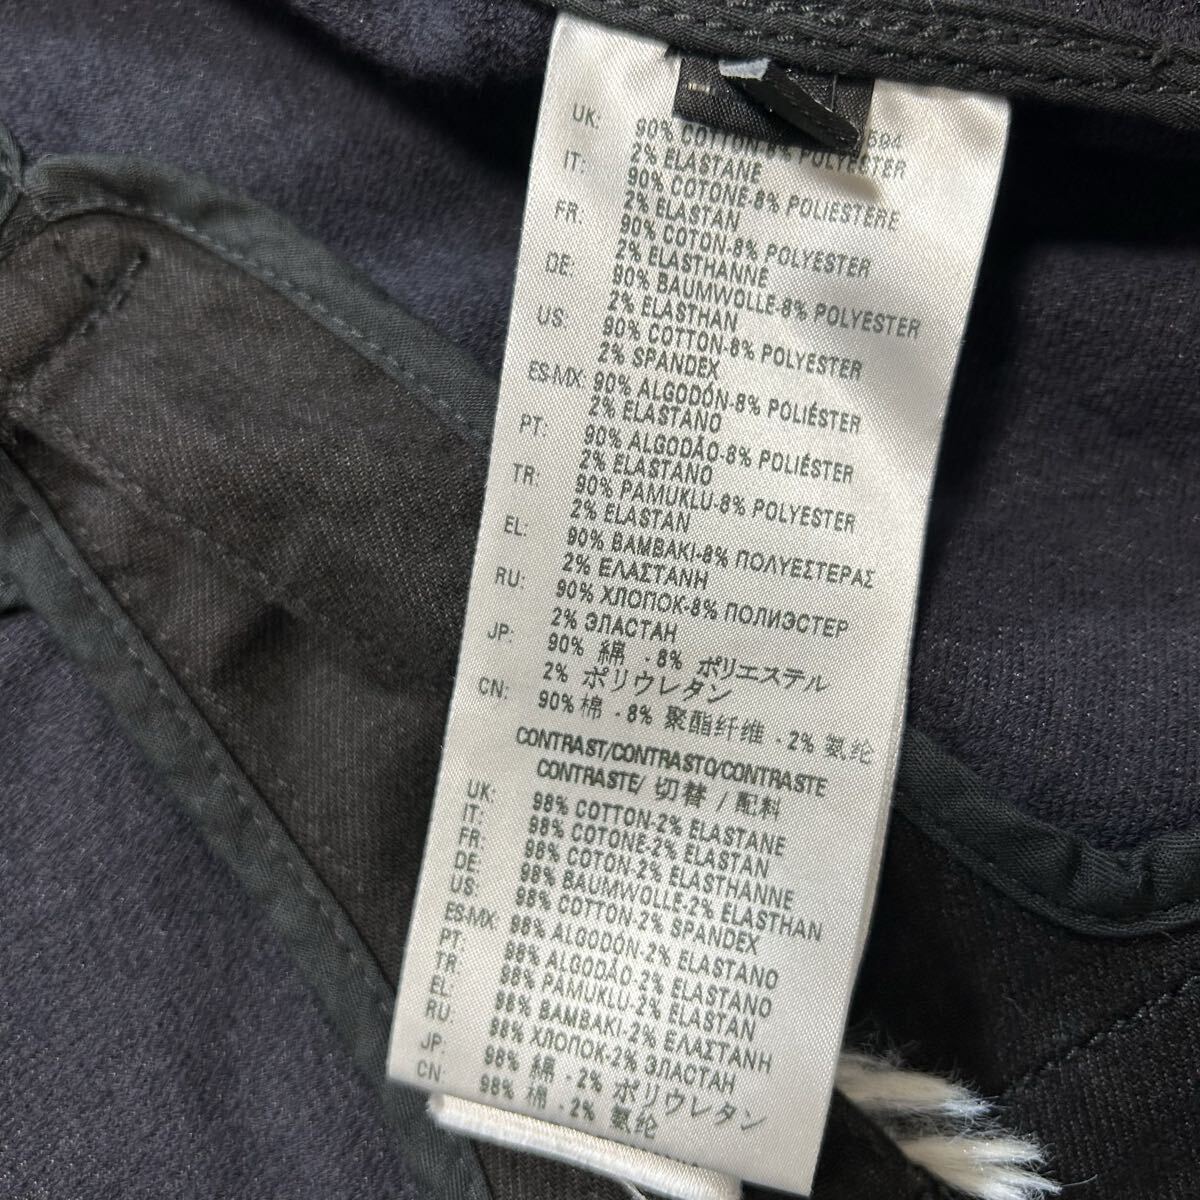 594
UK: 90% COTTON-8% POLYESTER
2% ELASTANE
IT: 90% COTONE-8% POLIESTERE
2% ELASTAN
FR: 90% COTON-8% POLYESTER
2% ELASTHANNE
DE: 90% BAUMWOLLE-8% POLYESTER
2% ELASTHAN
US: 90% COTTON-8% POLYESTER
2% SPANDEX
ES-MX: 90% ALGODÓN-8% POLIÉSTER
2% ELASTANO
PT: 90% ALGODÃO-8% POLIÉSTER
2% ELASTANO
TR: 90% PAMUKLU-8% POLYESTER
2% ELASTAN
EL: 90% ΒΑΜΒΑΚΙ-8% ΠΟΛΥΕΣΤΕΡΑΣ
2% ΕΛΑΣΤΑΝΗ
RU: 90% ХЛОПОК-8% ПОЛИЭСТЕР
2% ЭЛАСТАН
JP: 90% 綿 . 8% ポリエステル
2% ポリウレタン
CN: 90% 棉 . 8% 聚酯纤维 . 2% 氨纶
CONTRAST/CONTRASTO/CONTRASTE
CONTRASTE/ 切替 / 配料
UK: 98% COTTON-2% ELASTANE
IT: 98% COTONE-2% ELASTAN
FR: 98% COTON-2% ELASTHANNE
DE: 98% BAUMWOLLE-2% ELASTHAN
US: 98% COTTON-2% SPANDEX
ES-MX: 98% ALGODÓN-2% ELASTANO
PT: 98% ALGODÃO-2% ELASTANO
TR: 98% PAMUKLU-2% ELASTAN
EL: 98% ΒΑΜΒΑΚΙ-2% ΕΛΑΣΤΑΝΗ
RU: 98% ХЛОПОК-2% ЭЛАСТАН
JP: 98% 綿 . 2% ポリウレタン
CN: 98% 棉 . 2% 氨纶